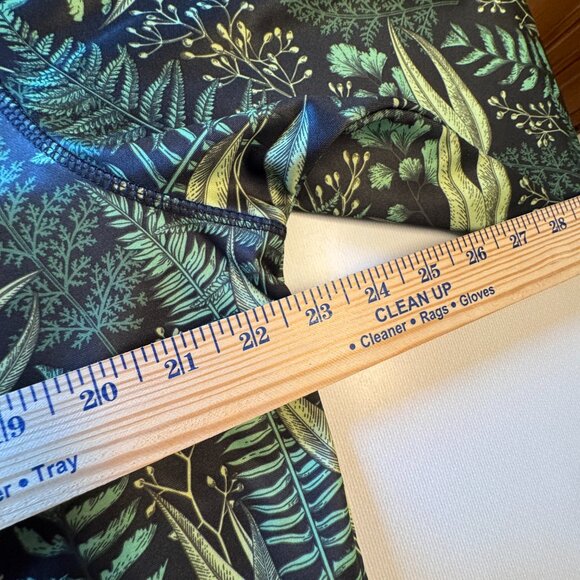 9 20 21 22 23 24 25 26 27 28
CLEAN UP
• Cleaner • Rags • Gloves
• Tray